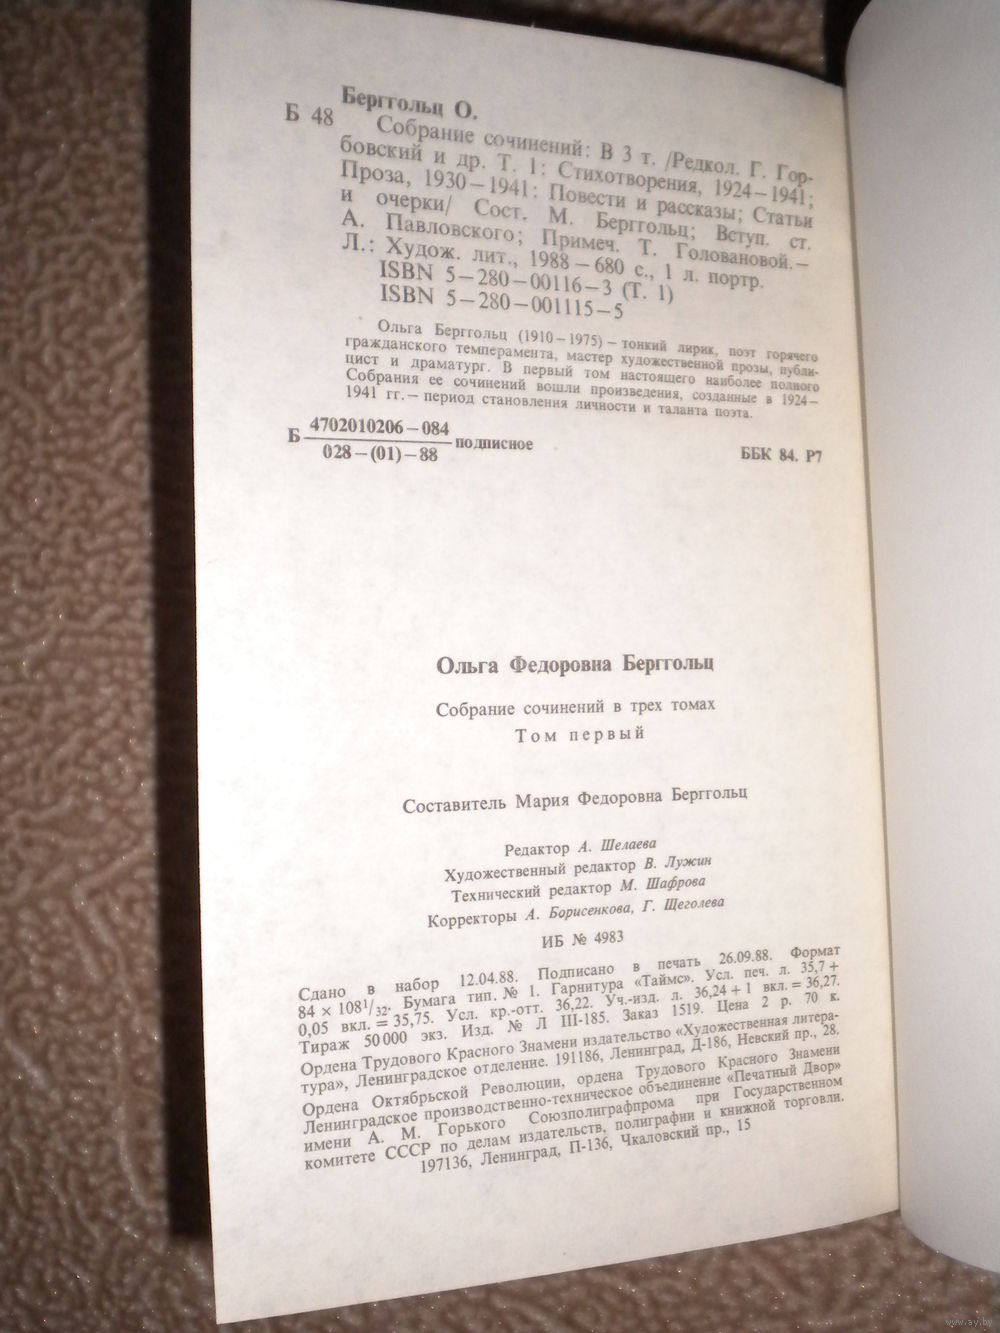 Берггольц О.
Б 48 Собрание сочинений: В 3 т. /Редкол. Г. Гор-
бовский и др. Т. 1: Стихотворения, 1924—1941;
Проза, 1930—1941: Повести и рассказы; Статьи
и очерки/ Сост. М. Берггольц; Вступ. ст.
А. Павловского; Примеч. Т. Головановой.—
Л.: Худож. лит., 1988—680 с., 1 л. портр.
ISBN 5—280—00116—3 (Т. 1)
ISBN 5—280—001115—5
Ольга Берггольц (1910—1975)—тонкий лирик, поэт горячего
гражданского темперамента, мастер художественной прозы, публи-
цист и драматург. В первый том настоящего наиболее полного
Собрания ее сочинений вошли произведения, созданные в 1924—
1941 гг.—период становления личности и таланта поэта.
Б 4702010206—084 подписное
028—(01)—88
ББК 84. Р7
Ольга Федоровна Берггольц
Собрание сочинений в трех томах
Том первый
Составитель Мария Федоровна Берггольц
Редактор А. Шелаева
Художественный редактор В. Лужин
Технический редактор М. Шафрова
Корректоры А. Борисенкова, Г. Щеголева
ИБ № 4983
Сдано в набор 12.04.88. Подписано в печать 26.09.88. Формат
84 × 108¹/₃₂. Бумага тип. № 1. Гарнитура «Таймс». Усл. печ. л. 35,7+
0,05 вкл.=35,75. Усл. кр.-отт. 36,22. Уч.-изд. л. 36,24+1 вкл.=36,27.
Тираж 50 000 экз. Изд. № Л III-185. Заказ 1519. Цена 2 р. 70 к.
Ордена Трудового Красного Знамени издательство «Художественная литера-
тура», Ленинградское отделение. 191186, Ленинград, Д-186, Невский пр., 28.
Ордена Октябрьской Революции, ордена Трудового Красного Знамени
Ленинградское производственно-техническое объединение «Печатный Двор»
имени А. М. Горького Союзполиграфпрома при Государственном
комитете СССР по делам издательств, полиграфии и книжной торговли.
197136, Ленинград, П-136, Чкаловский пр., 15
www.ay.by